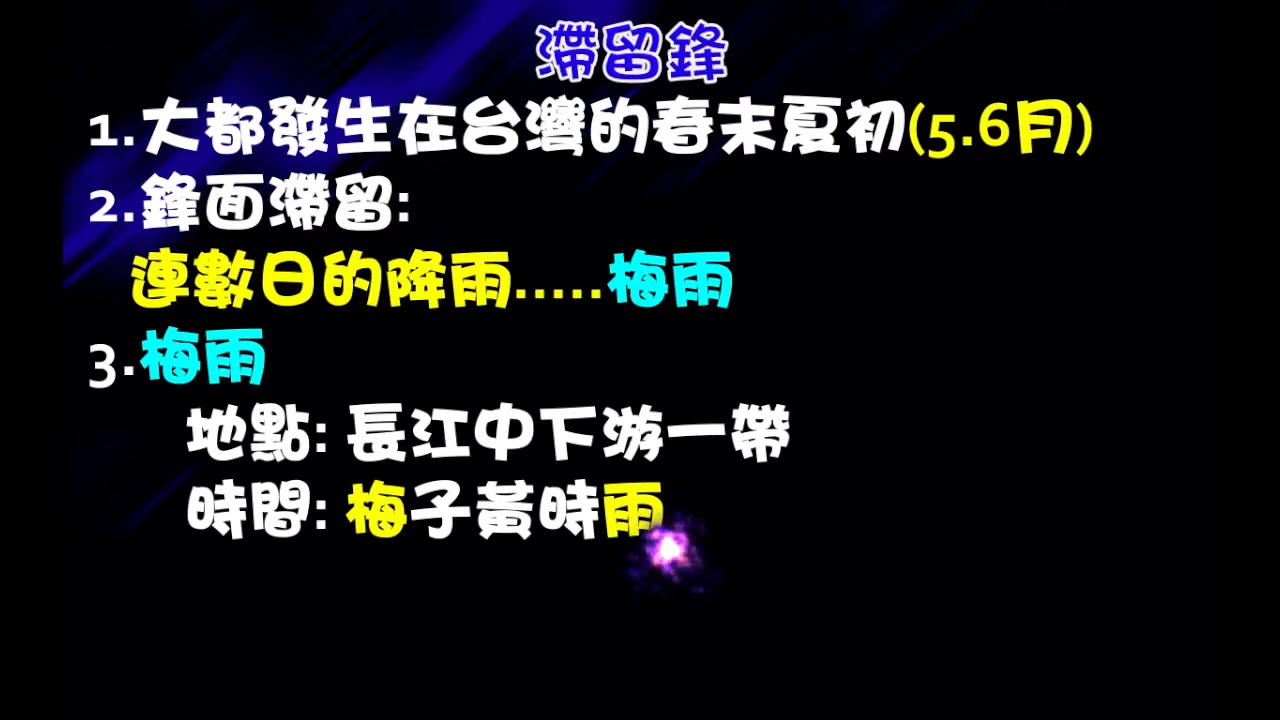 滯留鋒
1.大都發生在台灣的春末夏初(5.6月)
2.鋒面滯留:
連數日的降雨.....梅雨
3.梅雨
地點: 長江中下游一帶
時間: 梅子黃時雨